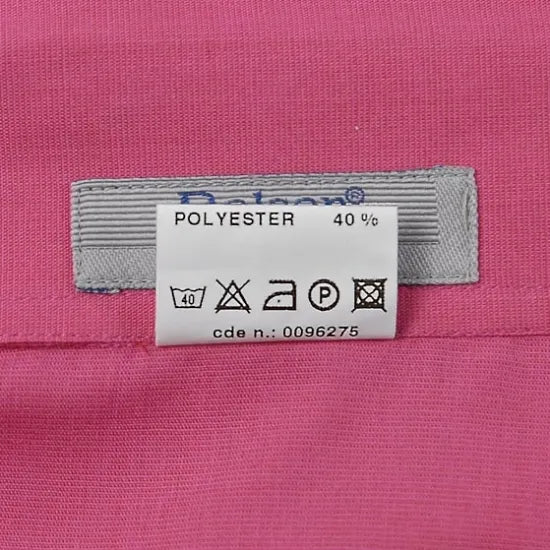 POLYESTER 40 %
40 P
cde n.: 0096275